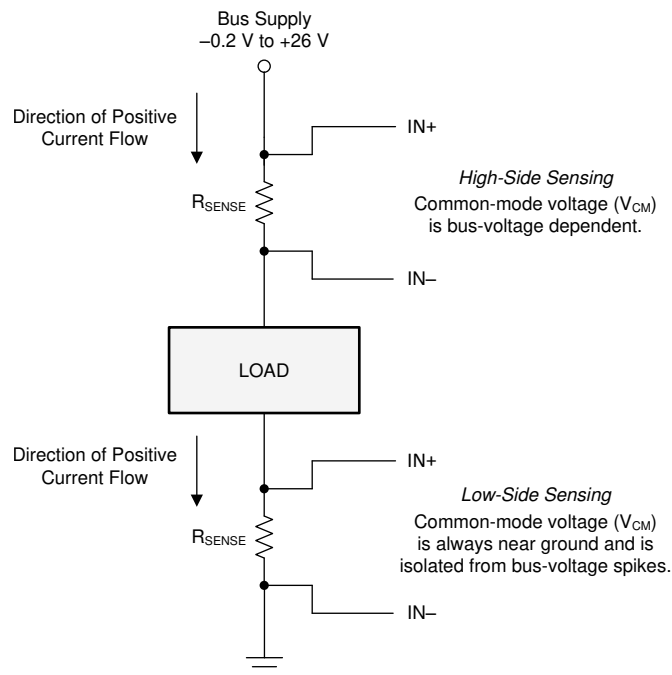 Bus Supply
–0.2 V to +26 V
Direction of Positive
Current Flow
IN+
RSENSE
High-Side Sensing
Common-mode voltage (VCM)
is bus-voltage dependent.
IN–
LOAD
Direction of Positive
Current Flow
IN+
RSENSE
Low-Side Sensing
Common-mode voltage (VCM)
is always near ground and is
isolated from bus-voltage spikes.
IN–